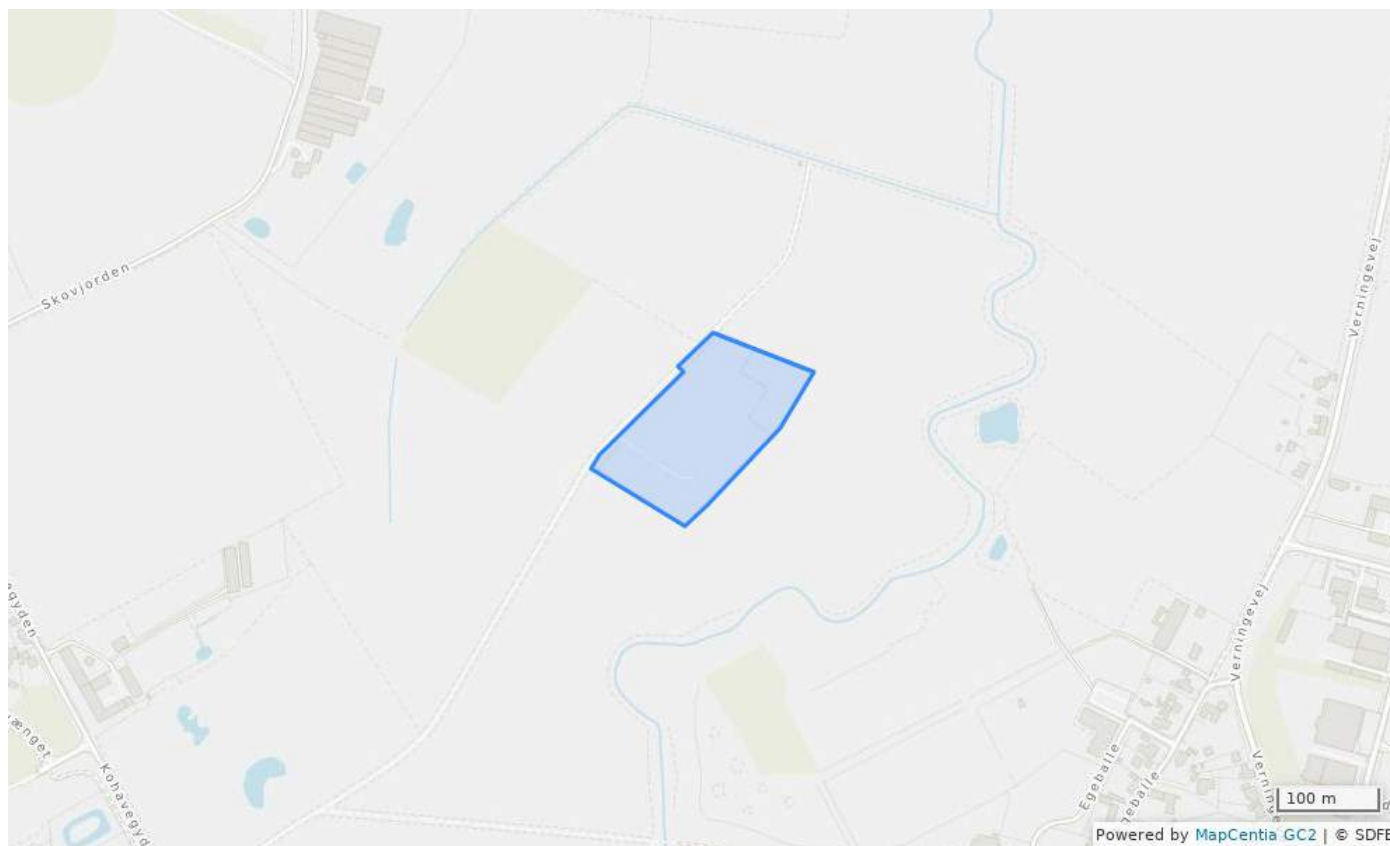 Skovjorden
Verningevej
Verningevej
Egeballe
Kohavegyd
100 m
Powered by MapCentia GC2 | © SDFE